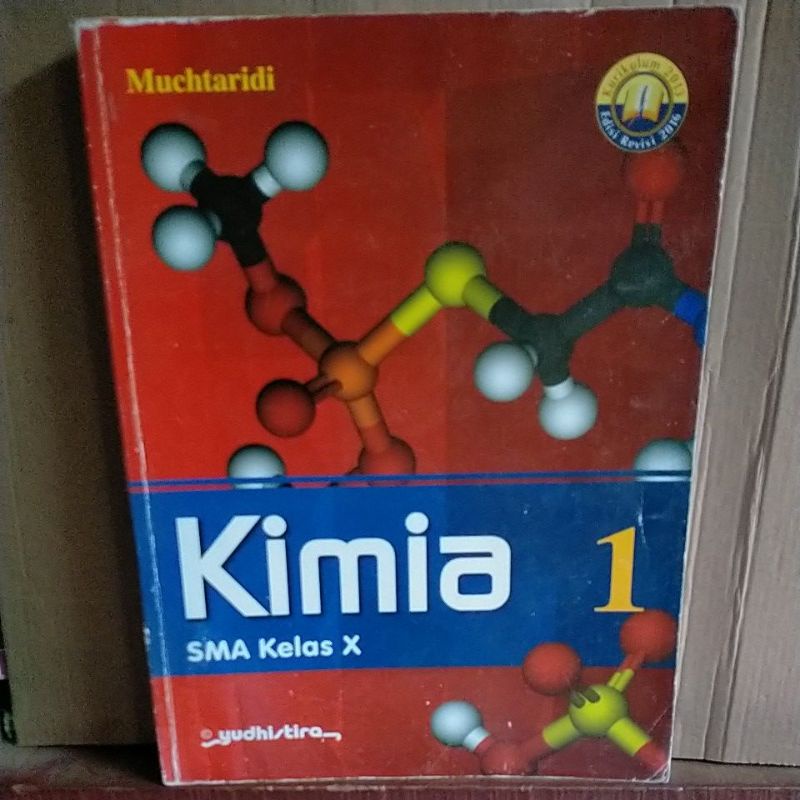 Muchtaridi
Kurikulum 2013
Edisi Revisi 2016
Kimia 1
SMA Kelas X
yudhistira